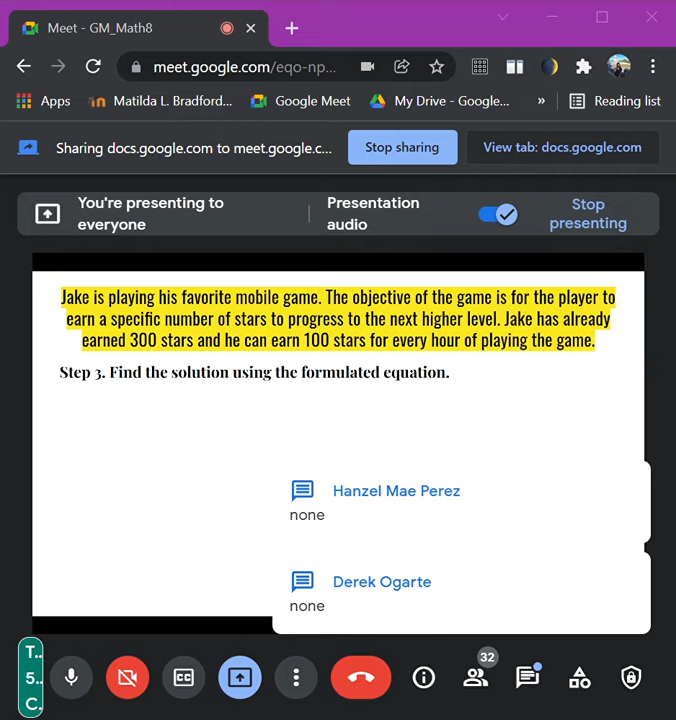 Meet - GM_Math8
meet.google.com/eqo-np...
Apps
Matilda L. Bradford...
Google Meet
My Drive - Google...
»
Reading list
Sharing docs.google.com to meet.google.c...
Stop sharing
View tab: docs.google.com
You're presenting to
everyone
Presentation
audio
Stop
presenting
Jake is playing his favorite mobile game. The objective of the game is for the player to
earn a specific number of stars to progress to the next higher level. Jake has already
earned 300 stars and he can earn 100 stars for every hour of playing the game.
Step 3. Find the solution using the formulated equation.
Hanzel Mae Perez
none
Derek Ogarte
none
T..
5..
C.
CC
32